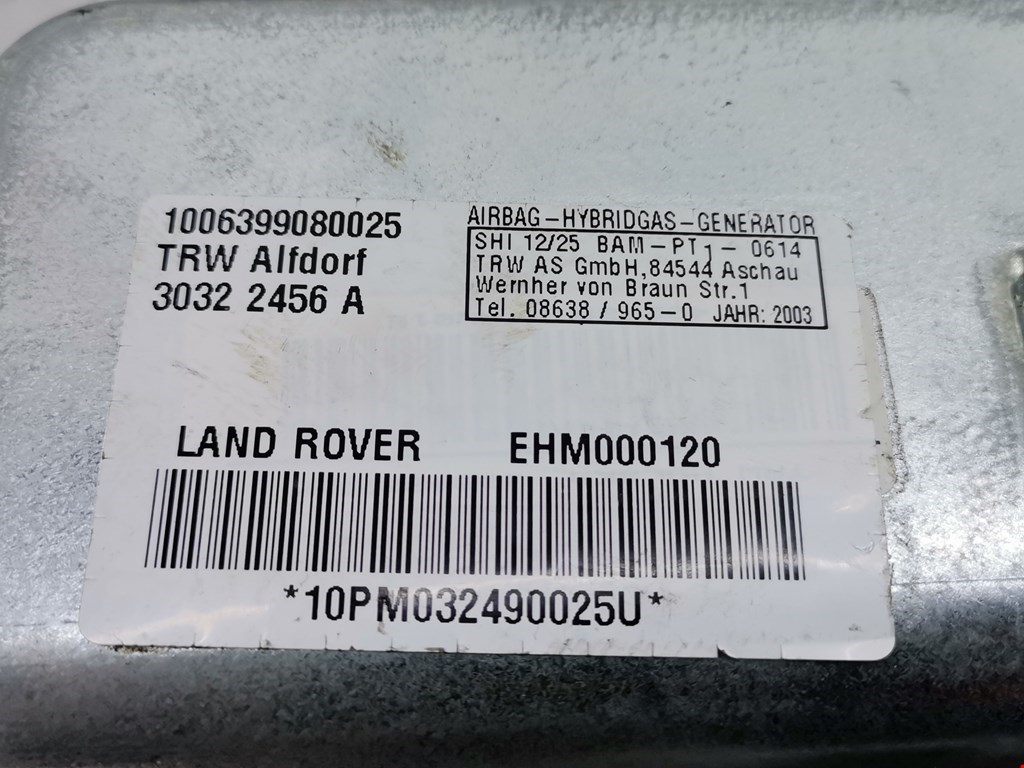 1006399080025
TRW Alfdorf
3032 2456 A
AIRBAG-HYBRIDGAS-GENERATOR
SHI 12/25 BAM-PT1- 0614
TRW AS GmbH,84544 Aschau
Wernher von Braun Str.1
Tel. 08638 / 965-0 JAHR: 2003
LAND ROVER EHM000120
*10PM032490025U*